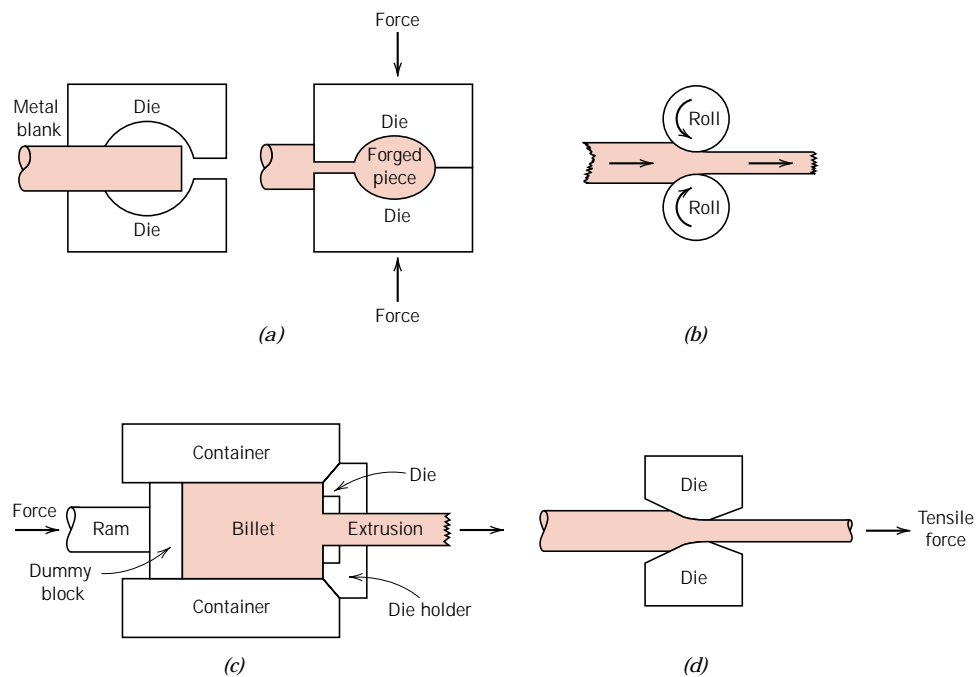 Force
Metal
blank
Die
Die
Die
Forged
piece
Die
Force
(a)
Roll
Roll
(b)
Container
Die
Force
Ram
Billet
Extrusion
Dummy
block
Container
Die holder
(c)
Die
Tensile
force
Die
(d)